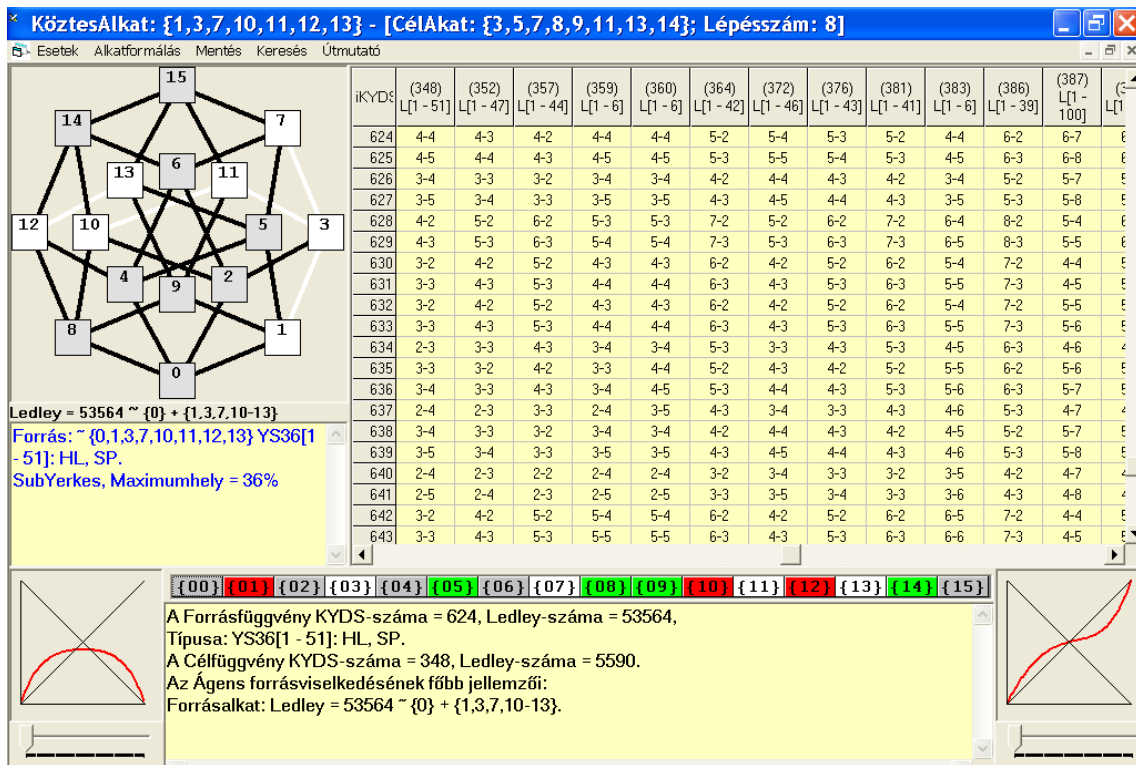 KöztesAlkat: {1,3,7,10,11,12,13} - [CélAkat: {3,5,7,8,9,11,13,14}; Lépésszám: 8]
Esetek Alkatformálás Mentés Keresés Útmutató
15
14 7
6
13 11
12 10 5 3
4 9 2
8 1
0
Ledley = 53564 ~ {0} + {1,3,7,10-13}
Forrás: ~ {0,1,3,7,10,11,12,13} YS36[1
- 51]: HL, SP.
SubYerkes, Maximumhely = 36%
iKYDS (348) (352) (357) (359) (360) (364) (372) (376) (381) (383) (386) (387)
L[1 - 51] L[1 - 47] L[1 - 44] L[1 - 6] L[1 - 6] L[1 - 42] L[1 - 46] L[1 - 43] L[1 - 41] L[1 - 6] L[1 - 39] L[1 - 100]
624 4-4 4-3 4-2 4-4 4-4 5-2 5-4 5-3 5-2 4-4 6-2 6-7
625 4-5 4-4 4-3 4-5 4-5 5-3 5-5 5-4 5-3 4-5 6-3 6-8
626 3-4 3-3 3-2 3-4 3-4 4-2 4-4 4-3 4-2 3-4 5-2 5-7
627 3-5 3-4 3-3 3-5 3-5 4-3 4-5 4-4 4-3 3-5 5-3 5-8
628 4-2 5-2 6-2 5-3 5-3 7-2 5-2 6-2 7-2 6-4 8-2 5-4
629 4-3 5-3 6-3 5-4 5-4 7-3 5-3 6-3 7-3 6-5 8-3 5-5
630 3-2 4-2 5-2 4-3 4-3 6-2 4-2 5-2 6-2 5-4 7-2 4-4
631 3-3 4-3 5-3 4-4 4-4 6-3 4-3 5-3 6-3 5-5 7-3 4-5
632 3-2 4-2 5-2 4-3 4-4 6-2 4-2 5-2 6-2 5-4 7-2 5-5
633 3-3 4-3 5-3 4-4 4-4 6-3 4-3 5-3 6-3 5-5 7-3 5-6
634 2-3 3-3 4-3 3-4 3-4 5-3 3-3 4-3 5-3 4-5 6-3 4-6
635 3-3 3-2 4-2 3-3 4-4 5-2 4-3 4-2 5-2 5-5 6-2 5-6
636 3-4 3-3 4-3 3-4 4-5 5-3 4-4 4-3 5-3 5-6 6-3 5-7
637 2-4 2-3 3-3 2-4 3-5 4-3 3-4 3-3 4-3 4-6 5-3 4-7
638 3-4 3-3 3-2 3-4 3-4 4-2 4-4 4-3 4-2 4-5 5-2 5-7
639 3-5 3-4 3-3 3-5 3-5 4-3 4-5 4-4 4-3 4-6 5-3 5-8
640 2-4 2-3 2-2 2-4 2-4 3-2 3-4 3-3 3-2 3-5 4-2 4-7
641 2-5 2-4 2-3 2-5 2-5 3-3 3-5 3-4 3-3 3-6 4-3 4-8
642 3-2 4-2 5-2 5-4 5-4 6-2 4-2 5-2 6-2 6-5 7-2 4-4
643 3-3 4-3 5-3 5-5 5-5 6-3 4-3 5-3 6-3 6-6 7-3 4-5
{00} {01} {02} {03} {04} {05} {06} {07} {08} {09} {10} {11} {12} {13} {14} {15}
A Forrásfüggvény KYDS-száma = 624, Ledley-száma = 53564,
Típusa: YS36[1 - 51]: HL, SP.
A Célfüggvény KYDS-száma = 348, Ledley-száma = 5590.
Az Ágens forrásviselkedésének főbb jellemzői:
Forrásalkat: Ledley = 53564 ~ {0} + {1,3,7,10-13}.